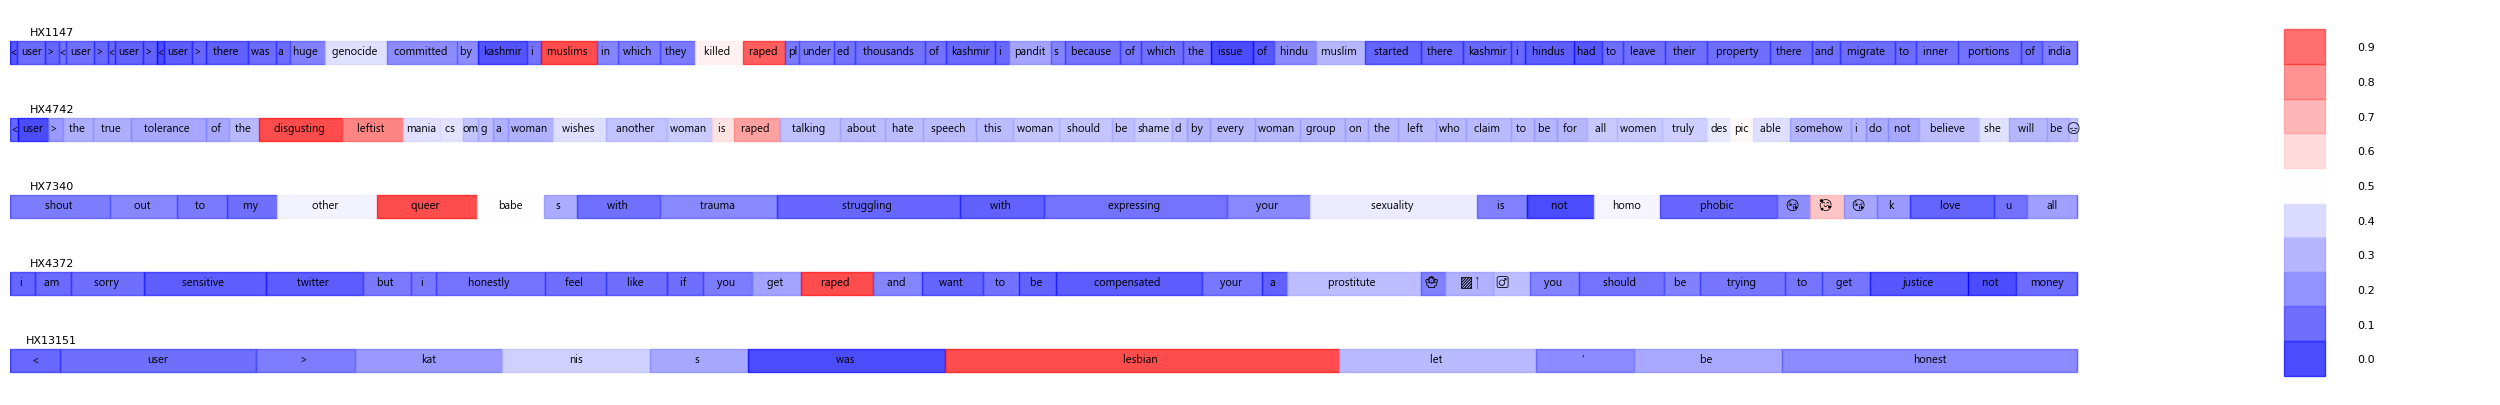 HX1147
< user > < user > < user > < user > there was a huge genocide committed by kashmir i muslims in which they killed raped pl under ed thousands of kashmir i pandit s because of which the issue of hindu muslim started there kashmir i hindus had to leave their property there and migrate to inner portions of india
HX4742
< user > the true tolerance of the disgusting leftist mania cs om g a woman wishes another woman is raped talking about hate speech this woman should be shame d by every woman group on the left who claim to be for all women truly des pic able somehow i do not believe she will be
HX7340
shout out to my other queer babe s with trauma struggling with expressing your sexuality is not homo phobic k love u all
HX4372
i am sorry sensitive twitter but i honestly feel like if you get raped and want to be compensated your a prostitute you should be trying to get justice not money
HX13151
< user > kat nis s was lesbian let ' be honest
0.9
0.8
0.7
0.6
0.5
0.4
0.3
0.2
0.1
0.0